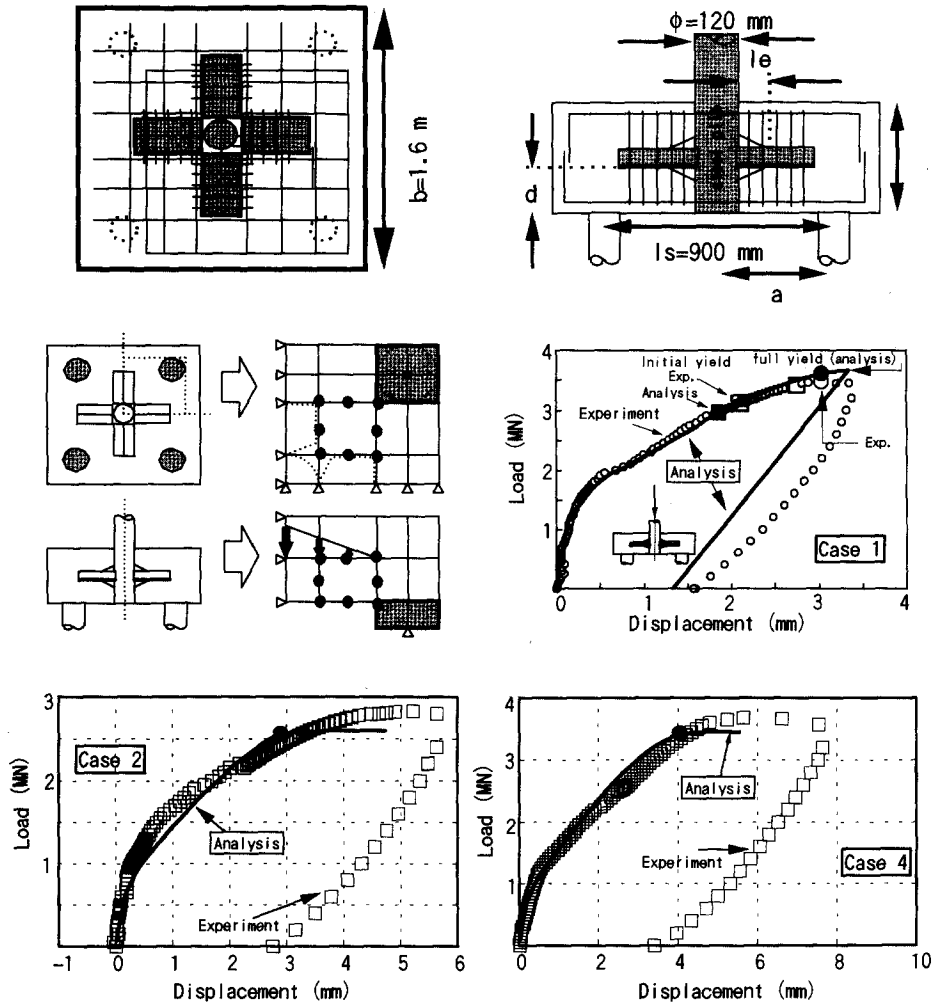 b=1.6 m
φ=120 mm
le
d
ls=900 mm
a
4
3
2
1
0
1
2
3
4
Load (MN)
Displacement (mm)
Initial yield
full yield (analysis)
Exp.
Analysis
Experiment
Analysis
Exp.
Case 1
3
2
1
0
-1
0
1
2
3
4
5
6
Load (MN)
Displacement (mm)
Case 2
Analysis
Experiment
4
3
2
1
0
0
2
4
6
8
10
Load (MN)
Displacement (mm)
Analysis
Experiment
Case 4